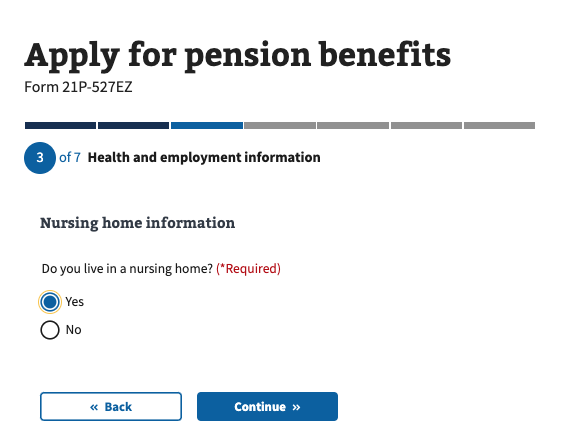 Apply for pension benefits
Form 21P-527EZ
3 of 7 Health and employment information
Nursing home information
Do you live in a nursing home? (*Required)
Yes
No
« Back
Continue »